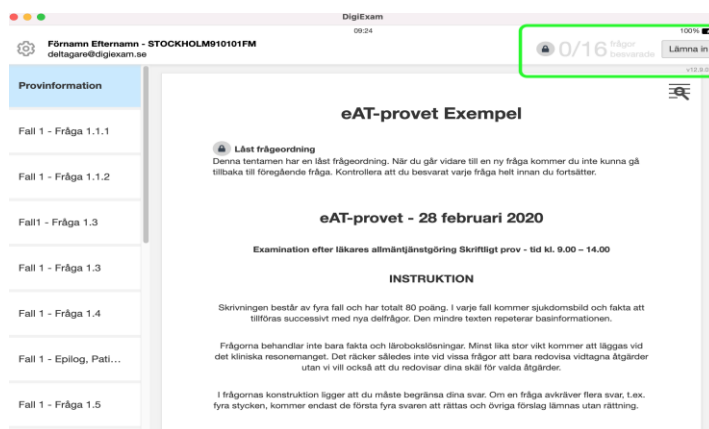 DigiExam
09:24
100%
Förnamn Efternamn - STOCKHOLM910101FM
deltagare@digiexam.se
0/16 frågor besvarade
Lämna in
Provinformation
Fall 1 - Fråga 1.1.1
Fall 1 - Fråga 1.1.2
Fall1 - Fråga 1.3
Fall 1 - Fråga 1.3
Fall 1 - Fråga 1.4
Fall 1 - Epilog, Pati...
Fall 1 - Fråga 1.5
eAT-provet Exempel
Låst frågeordning
Denna tentamen har en låst frågeordning. När du går vidare till en ny fråga kommer du inte kunna gå
tillbaka till föregående fråga. Kontrollera att du besvarat varje fråga helt innan du fortsätter.
eAT-provet - 28 februari 2020
Examination efter läkares allmäntjänstgöring Skriftligt prov - tid kl. 9.00 – 14.00
INSTRUKTION
Skrivningen består av fyra fall och har totalt 80 poäng. I varje fall kommer sjukdomsbild och fakta att
tillföras successivt med nya delfrågor. Den mindre texten repeterar basinformationen.
Frågorna behandlar inte bara fakta och lärobokslösningar. Minst lika stor vikt kommer att läggas vid
det kliniska resonemanget. Det räcker således inte vid vissa frågor att bara redovisa vidtagna åtgärder
utan vi vill också att du redovisar dina skäl för valda åtgärder.
I frågornas konstruktion ligger att du måste begränsa dina svar. Om en fråga avkräver flera svar, t.ex.
fyra stycken, kommer endast de första fyra svaren att rättas och övriga förslag lämnas utan rättning.